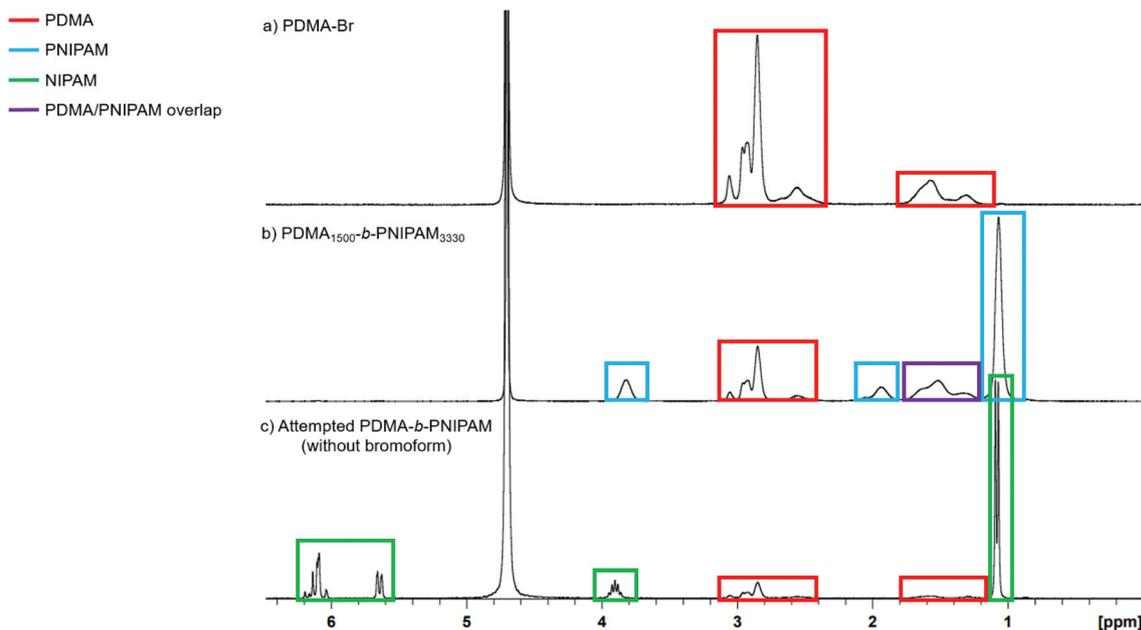 PDMA
PNIPAM
NIPAM
PDMA/PNIPAM overlap
a) PDMA-Br
b) PDMA₁₅₀₀-b-PNIPAM₃₃₃₀
c) Attempted PDMA-b-PNIPAM
(without bromoform)
6 5 4 3 2 1 [ppm]